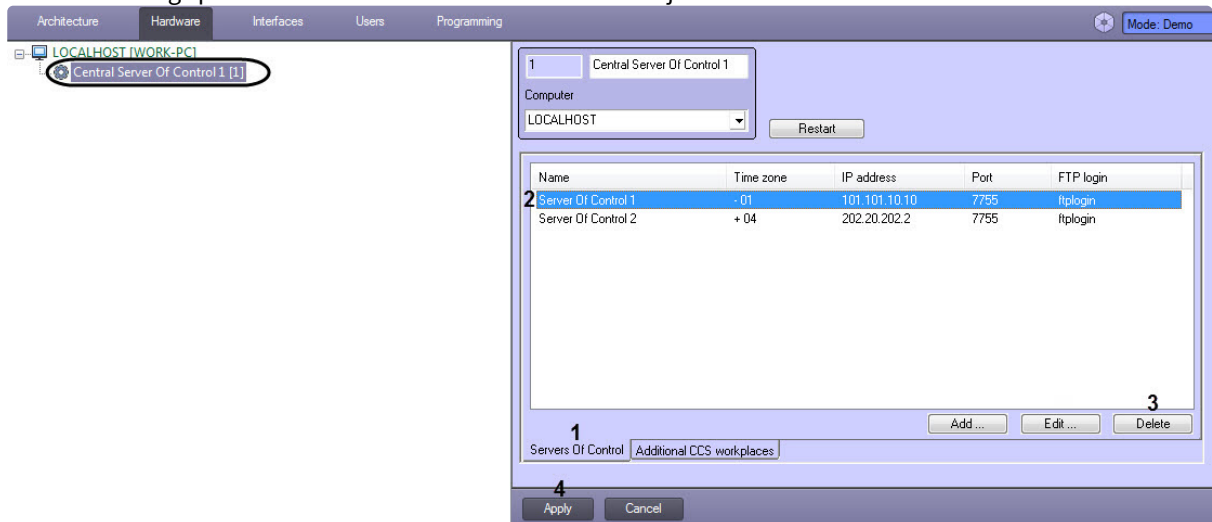 Architecture Hardware Interfaces Users Programming Mode: Demo
LOCALHOST [WORK-PC]
Central Server Of Control 1 [1]
1 Central Server Of Control 1
Computer
LOCALHOST
Restart
Name Time zone IP address Port FTP login
2 Server Of Control 1 - 01 101.101.10.10 7755 ftplogin
Server Of Control 2 + 04 202.20.202.2 7755 ftplogin
3
Add ... Edit ... Delete
1
Servers Of Control Additional CCS workplaces
4
Apply Cancel